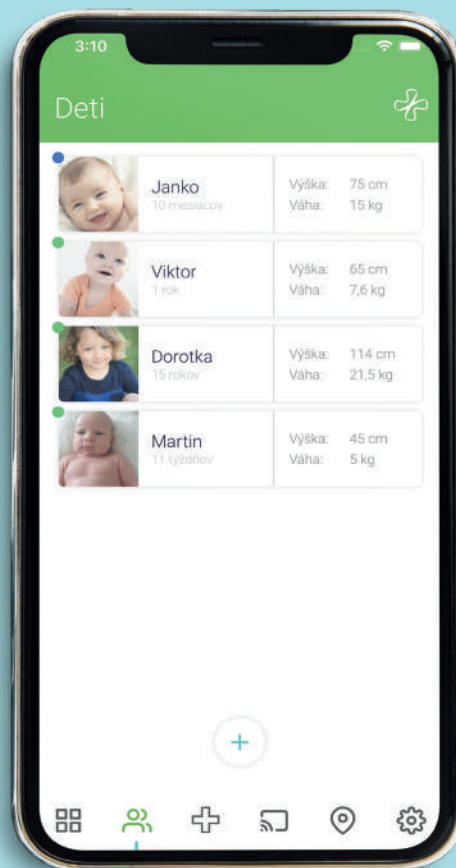 3:10
Deti
Janko
10 mesiacov
Výška: 75 cm
Váha: 15 kg
Viktor
1 rok
Výška: 65 cm
Váha: 7,6 kg
Dorotka
15 rokov
Výška: 114 cm
Váha: 21,5 kg
Martin
11 týždňov
Výška: 45 cm
Váha: 5 kg